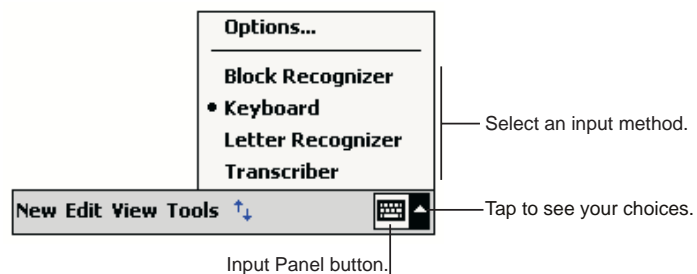 Options...
Block Recognizer
Keyboard
Letter Recognizer
Transcriber
Select an input method.
New Edit View Tools
Tap to see your choices.
Input Panel button.